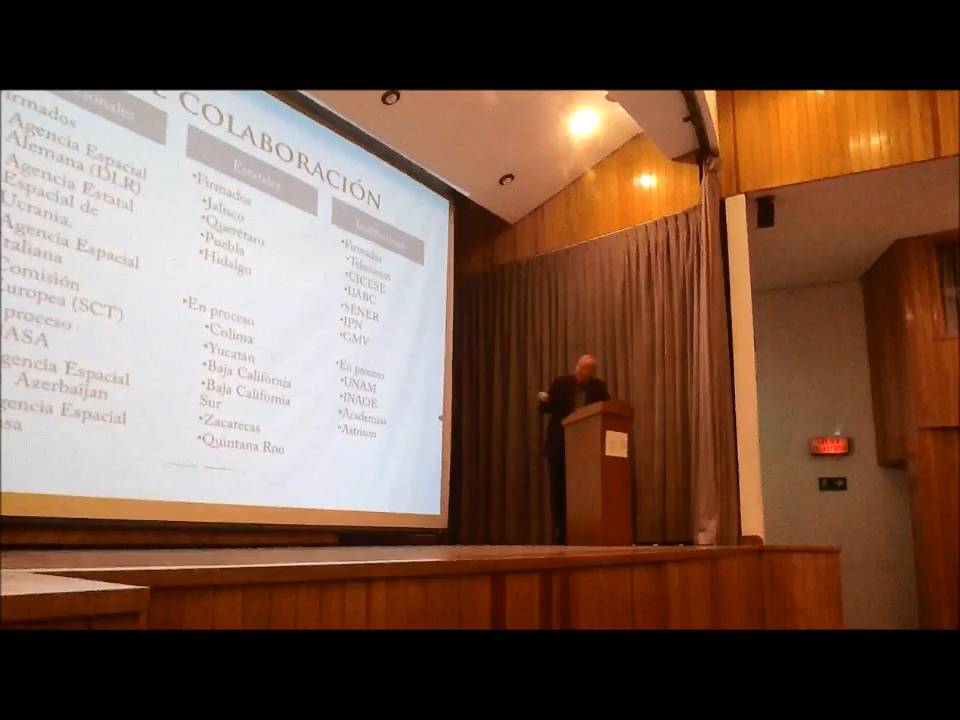 COLABORACIÓN
Firmados
Agencia Espacial
Alemana (DLR)
Agencia Estatal
Espacial de
Ucrania.
Agencia Espacial
Italiana
Comisión
Europea (SCT)
proceso
Agencia Espacial
Azerbaijan
Agencia Espacial
Estatales
•Firmados
•Jalisco
•Querétaro
•Puebla
•Hidalgo
•En proceso
•Colima
•Yucatán
•Baja California
•Baja California
Sur
•Zacatecas
•Quintana Roo
•Firmados
•CICESE
•UABC
•SENER
•IPN
•GMV
•En proceso
•UNAM
•INAOE
•Academias
•Astrium